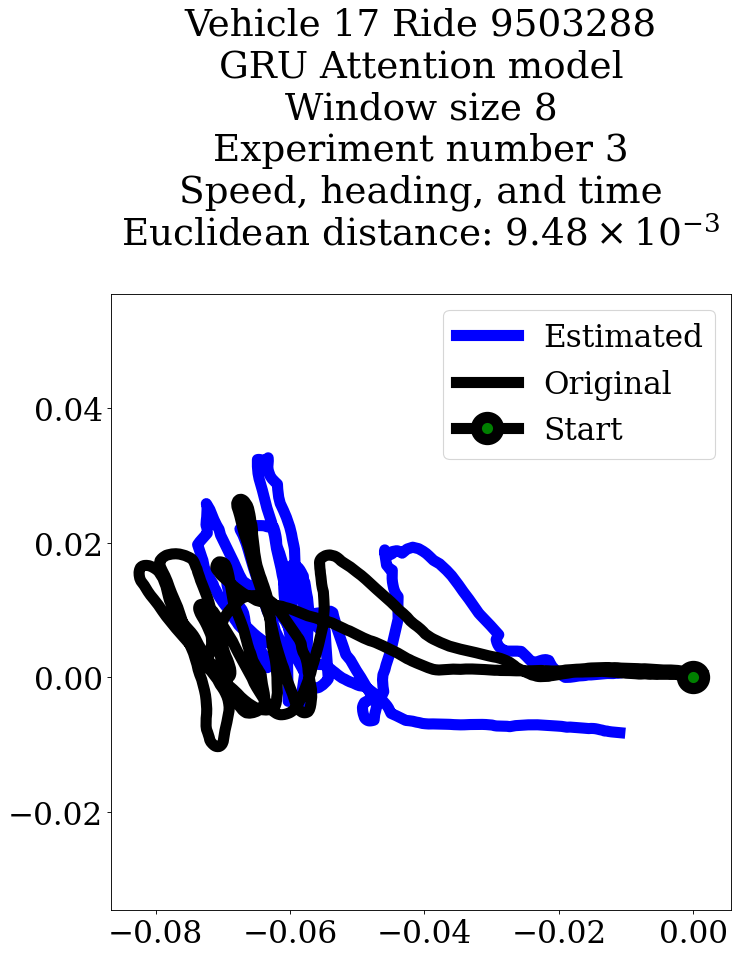 Vehicle 17 Ride 9503288
GRU Attention model
Window size 8
Experiment number 3
Speed, heading, and time
Euclidean distance: 9.48 × 10⁻³
Estimated
Original
Start
0.04
0.02
0.00
−0.02
−0.08
−0.06
−0.04
−0.02
0.00